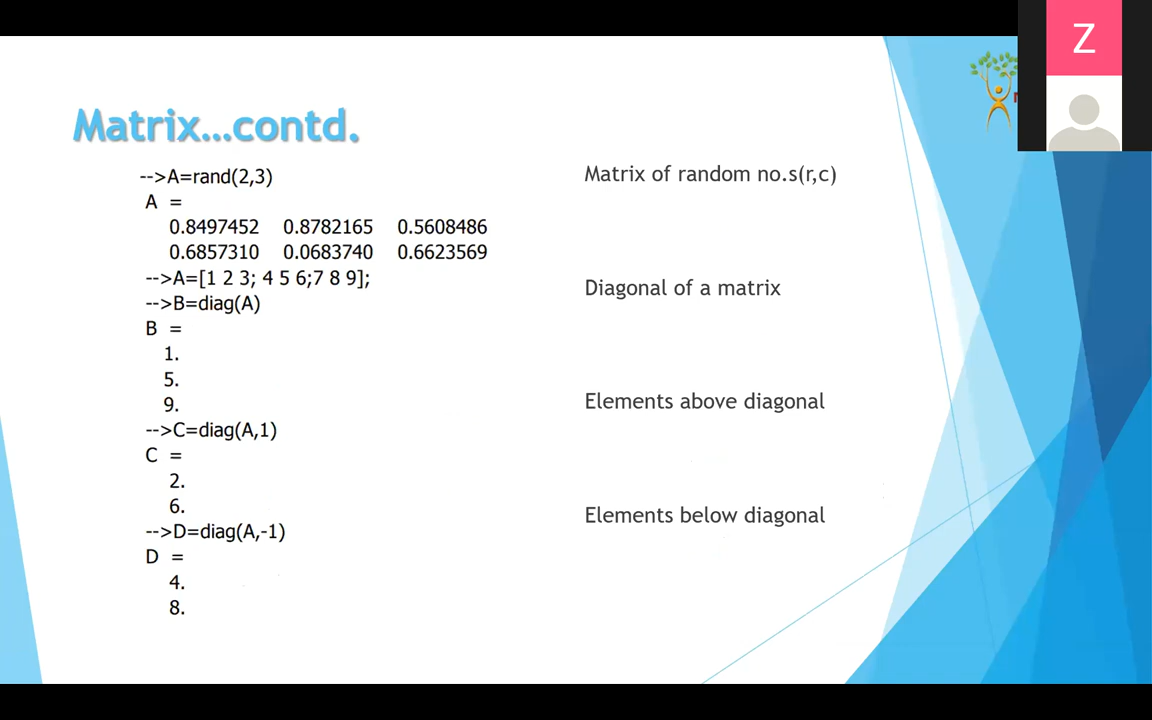 Z
Matrix...contd.
-->A=rand(2,3)
Matrix of random no.s(r,c)
A =
0.8497452 0.8782165 0.5608486
0.6857310 0.0683740 0.6623569
-->A=[1 2 3; 4 5 6;7 8 9];
Diagonal of a matrix
-->B=diag(A)
B =
1.
5.
9.
Elements above diagonal
-->C=diag(A,1)
C =
2.
6.
Elements below diagonal
-->D=diag(A,-1)
D =
4.
8.